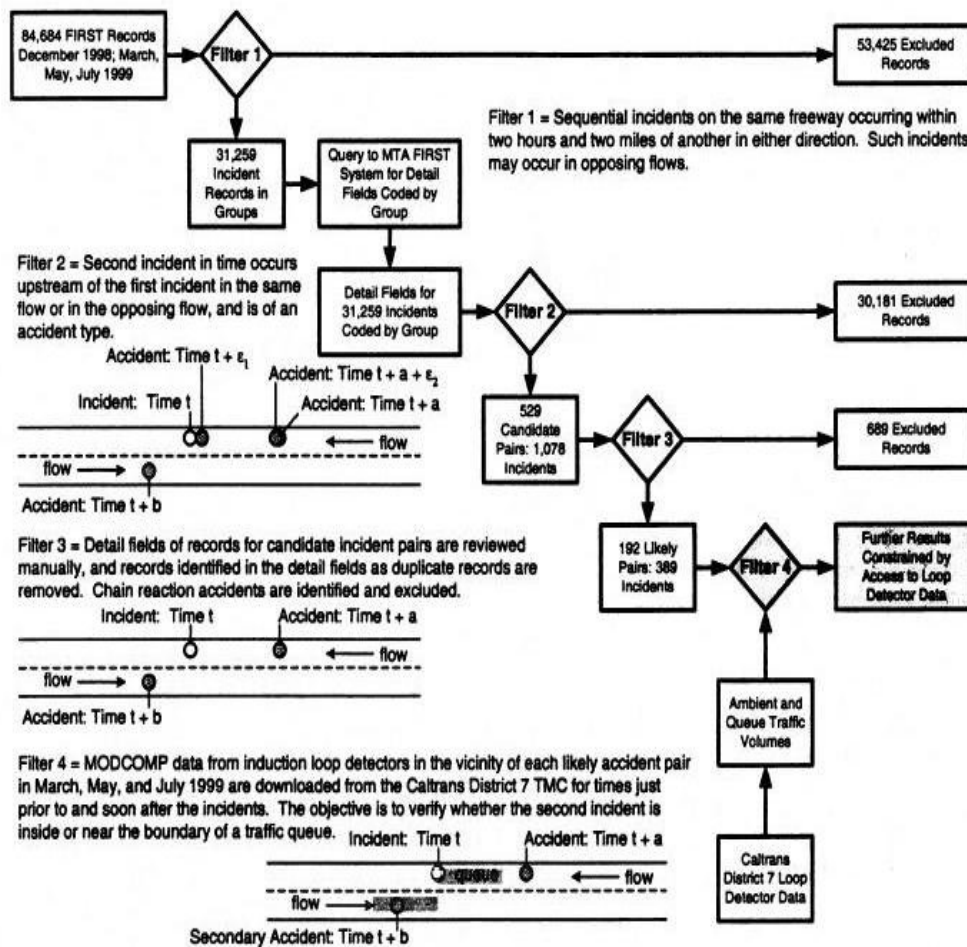 84,684 FIRST Records
December 1998; March,
May, July 1999
Filter 1
53,425 Excluded
Records
Filter 1 = Sequential incidents on the same freeway occurring within
two hours and two miles of another in either direction. Such incidents
may occur in opposing flows.
31,259
Incident
Records in
Groups
Query to MTA FIRST
System for Detail
Fields Coded by
Group
Filter 2 = Second incident in time occurs
upstream of the first incident in the same
flow or in the opposing flow, and is of an
accident type.
Detail Fields for
31,259 Incidents
Coded by Group
Filter 2
30,181 Excluded
Records
Accident: Time t + ε₁
Accident: Time t + a + ε₂
Incident: Time t
Accident: Time t + a
flow
flow
Accident: Time t + b
529
Candidate
Pairs: 1,078
Incidents
Filter 3
689 Excluded
Records
Filter 3 = Detail fields of records for candidate incident pairs are reviewed
manually, and records identified in the detail fields as duplicate records are
removed. Chain reaction accidents are identified and excluded.
192 Likely
Pairs: 389
Incidents
Filter 4
Further Results
Constrained by
Access to Loop
Detector Data
Incident: Time t
Accident: Time t + a
flow
flow
Accident: Time t + b
Ambient and
Queue Traffic
Volumes
Filter 4 = MODCOMP data from induction loop detectors in the vicinity of each likely accident pair
in March, May, and July 1999 are downloaded from the Caltrans District 7 TMC for times just
prior to and soon after the incidents. The objective is to verify whether the second incident is
inside or near the boundary of a traffic queue.
Incident: Time t
Accident: Time t + a
queue
flow
flow
Secondary Accident: Time t + b
Caltrans
District 7 Loop
Detector Data